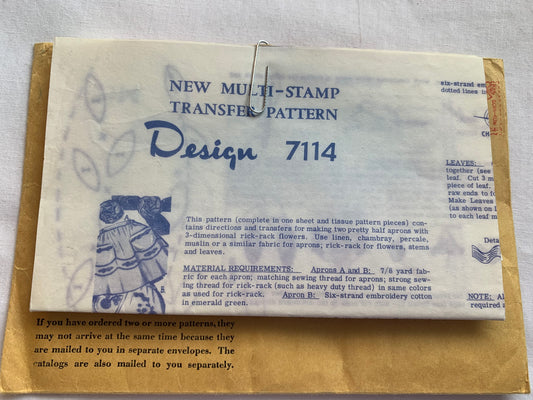 NEW MULTI-STAMP
TRANSFER PATTERN
Design 7114
This pattern (complete in one sheet and tissue pattern pieces) con-
tains directions and transfers for making two pretty half aprons with
3-dimensional rick-rack flowers. Use linen, chambray, percale,
muslin or a similar fabric for aprons; rick-rack for flowers, stems
and leaves.
MATERIAL REQUIREMENTS: Aprons A and B: 7/8 yard fab-
ric for each apron; matching sewing thread for aprons; strong sew-
ing thread for rick-rack (such as heavy duty thread) in same colors
as used for rick-rack. Apron B: Six-strand embroidery cotton
in emerald green.
six-strand em
dotted lines in
CH
LEAVES:
together (see
leaf. Cut 3 m
piece of leaf.
raw ends to fo
Make Leaves
(as shown on
to each leaf m
Deta
NOTE: Al
required a
If you have ordered two or more patterns, they
may not arrive at the same time because they
are mailed to you in separate envelopes. The
catalogs are also mailed to you separately.